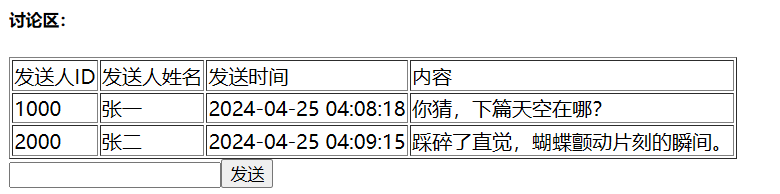 讨论区：
发送人ID 发送人姓名 发送时间 内容
1000 张一 2024-04-25 04:08:18 你猜，下篇天空在哪？
2000 张二 2024-04-25 04:09:15 踩碎了直觉，蝴蝶颤动片刻的瞬间。
发送